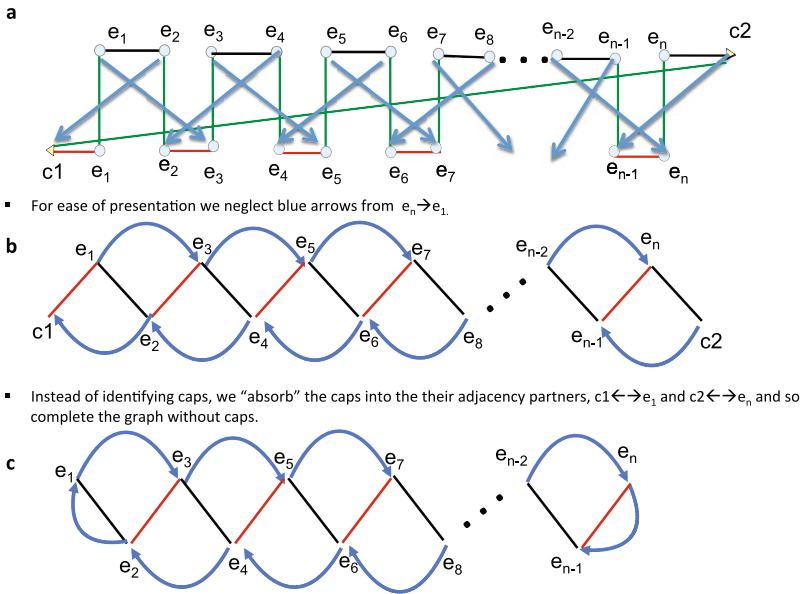 a
e1 e2 e3 e4 e5 e6 e7 e8 en-2 en-1 en c2
c1 e1 e2 e3 e4 e5 e6 e7 en-1 en
▪ For ease of presentation we neglect blue arrows from en→e1.
b
e1 e3 e5 e7 en-2 en
c1 e2 e4 e6 e8 en-1 c2
▪ Instead of identifying caps, we “absorb” the caps into the their adjacency partners, c1←→e1 and c2←→en and so
complete the graph without caps.
c
e1 e3 e5 e7 en-2 en
e2 e4 e6 e8 en-1